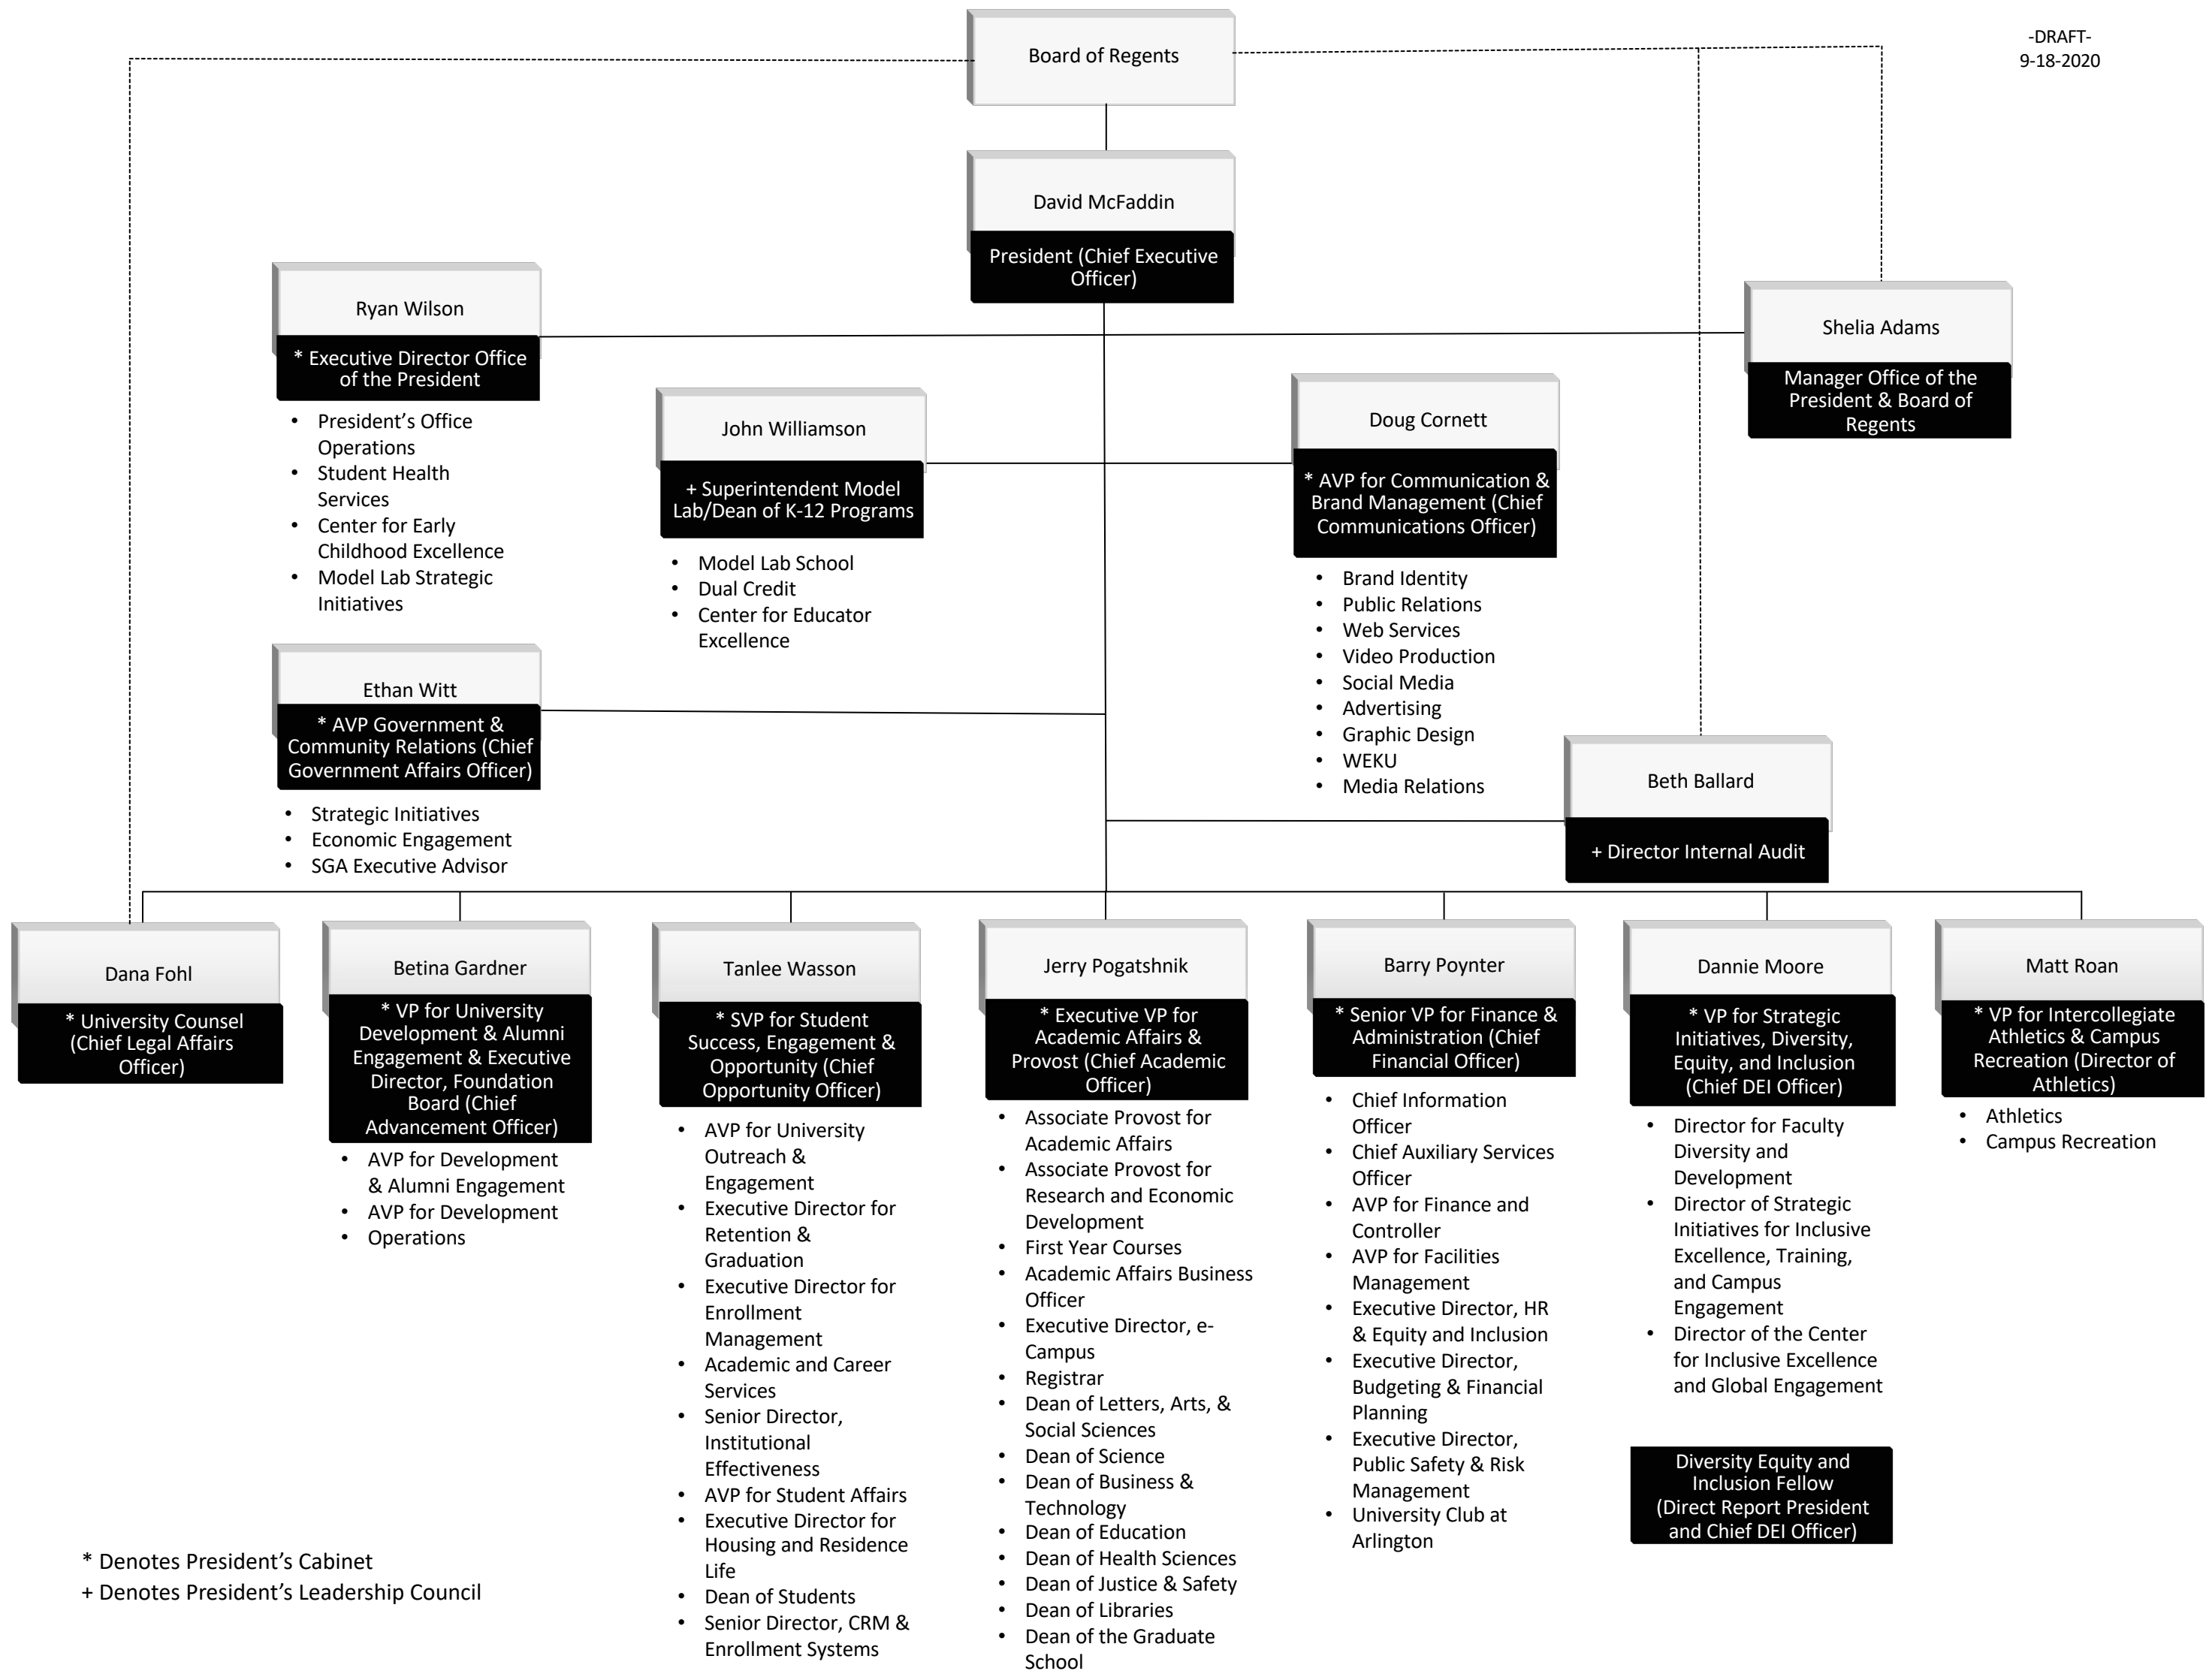 -DRAFT-
9-18-2020
Board of Regents
David McFaddin
President (Chief Executive
Officer)
Ryan Wilson
* Executive Director Office
of the President
• President’s Office
Operations
• Student Health
Services
• Center for Early
Childhood Excellence
• Model Lab Strategic
Initiatives
Shelia Adams
Manager Office of the
President & Board of
Regents
John Williamson
+ Superintendent Model
Lab/Dean of K-12 Programs
• Model Lab School
• Dual Credit
• Center for Educator
Excellence
Doug Cornett
* AVP for Communication &
Brand Management (Chief
Communications Officer)
• Brand Identity
• Public Relations
• Web Services
• Video Production
• Social Media
• Advertising
• Graphic Design
• WEKU
• Media Relations
Ethan Witt
* AVP Government &
Community Relations (Chief
Government Affairs Officer)
• Strategic Initiatives
• Economic Engagement
• SGA Executive Advisor
Beth Ballard
+ Director Internal Audit
Dana Fohl
* University Counsel
(Chief Legal Affairs
Officer)
Betina Gardner
* VP for University
Development & Alumni
Engagement & Executive
Director, Foundation
Board (Chief
Advancement Officer)
• AVP for Development
& Alumni Engagement
• AVP for Development
• Operations
Tanlee Wasson
* SVP for Student
Success, Engagement &
Opportunity (Chief
Opportunity Officer)
• AVP for University
Outreach &
Engagement
• Executive Director for
Retention &
Graduation
• Executive Director for
Enrollment
Management
• Academic and Career
Services
• Senior Director,
Institutional
Effectiveness
• AVP for Student Affairs
• Executive Director for
Housing and Residence
Life
• Dean of Students
• Senior Director, CRM &
Enrollment Systems
Jerry Pogatshnik
* Executive VP for
Academic Affairs &
Provost (Chief Academic
Officer)
• Associate Provost for
Academic Affairs
• Associate Provost for
Research and Economic
Development
• First Year Courses
• Academic Affairs Business
Officer
• Executive Director, e-
Campus
• Registrar
• Dean of Letters, Arts, &
Social Sciences
• Dean of Science
• Dean of Business &
Technology
• Dean of Education
• Dean of Health Sciences
• Dean of Justice & Safety
• Dean of Libraries
• Dean of the Graduate
School
Barry Poynter
* Senior VP for Finance &
Administration (Chief
Financial Officer)
• Chief Information
Officer
• Chief Auxiliary Services
Officer
• AVP for Finance and
Controller
• AVP for Facilities
Management
• Executive Director, HR
& Equity and Inclusion
• Executive Director,
Budgeting & Financial
Planning
• Executive Director,
Public Safety & Risk
Management
• University Club at
Arlington
Dannie Moore
* VP for Strategic
Initiatives, Diversity,
Equity, and Inclusion
(Chief DEI Officer)
• Director for Faculty
Diversity and
Development
• Director of Strategic
Initiatives for Inclusive
Excellence, Training,
and Campus
Engagement
• Director of the Center
for Inclusive Excellence
and Global Engagement
Diversity Equity and
Inclusion Fellow
(Direct Report President
and Chief DEI Officer)
Matt Roan
* VP for Intercollegiate
Athletics & Campus
Recreation (Director of
Athletics)
• Athletics
• Campus Recreation
* Denotes President’s Cabinet
+ Denotes President’s Leadership Council